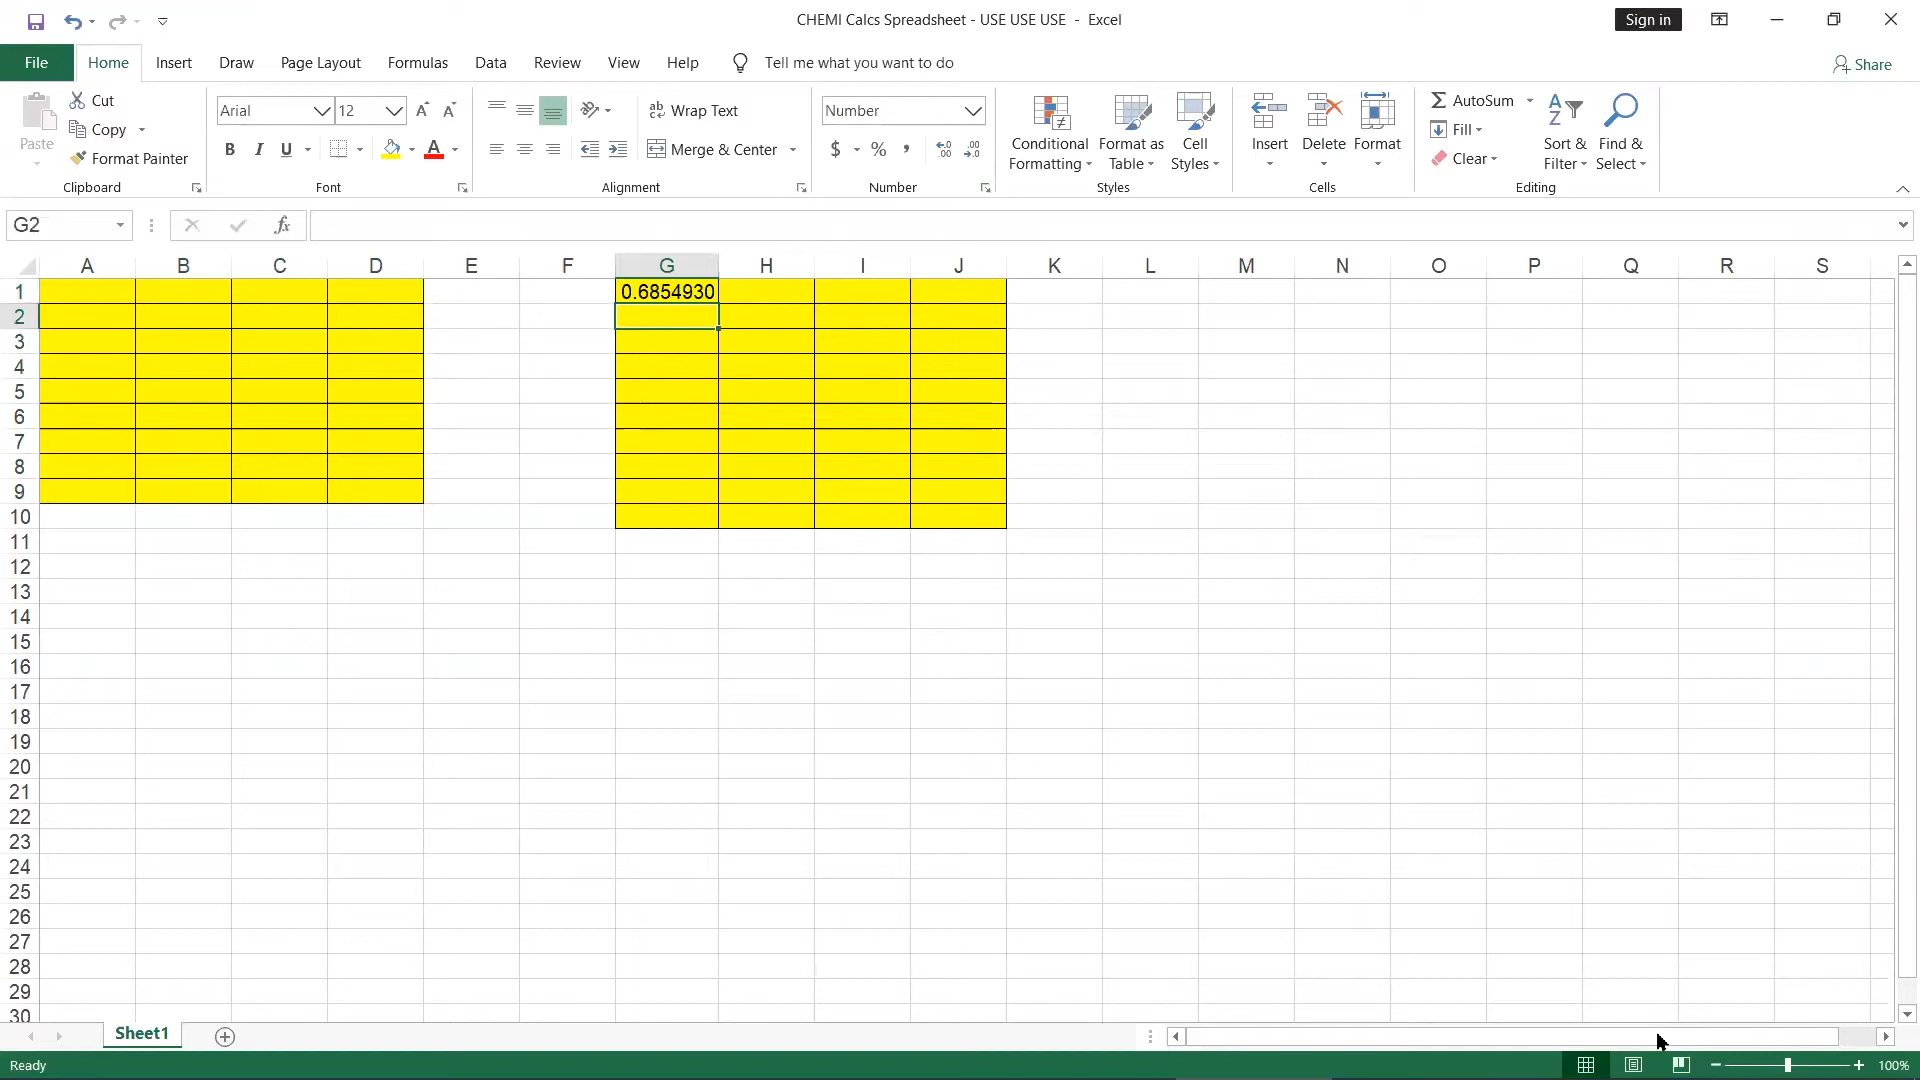 CHEMI Calcs Spreadsheet - USE USE USE - Excel
Sign in
File Home Insert Draw Page Layout Formulas Data Review View Help Tell me what you want to do Share
Paste
Cut
Copy
Format Painter
Clipboard
Arial 12 A A
B I U A
Font
ab Wrap Text
Merge & Center
Alignment
Number
$ % , .00
Number
Conditional Formatting
Format as Table
Cell Styles
Styles
Insert Delete Format
Cells
AutoSum
Fill
Clear
Sort & Filter
Find & Select
Editing
G2 fx
A B C D E F G H I J K L M N O P Q R S
1 0.6854930
2
3
4
5
6
7
8
9
10
11
12
13
14
15
16
17
18
19
20
21
22
23
24
25
26
27
28
29
30
Sheet1
Ready 100%